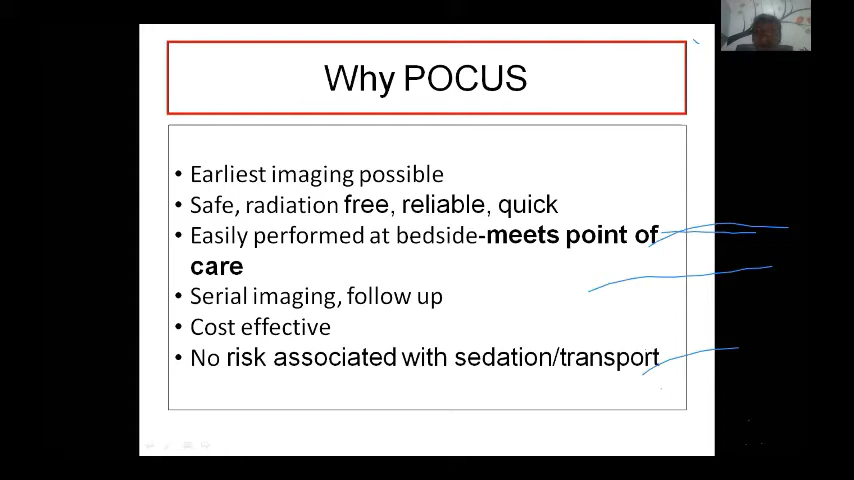 Why POCUS
• Earliest imaging possible
• Safe, radiation free, reliable, quick
• Easily performed at bedside-meets point of
care
• Serial imaging, follow up
• Cost effective
• No risk associated with sedation/transport